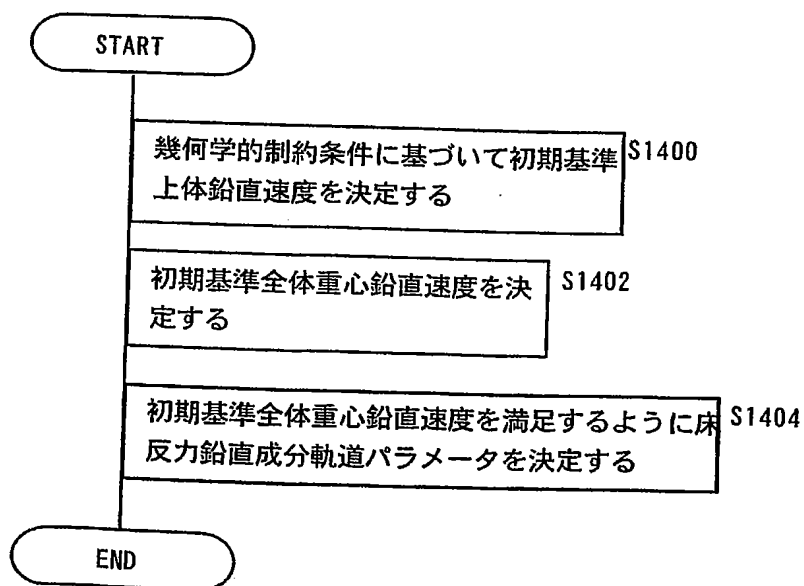 START
幾何学的制約条件に基づいて初期基準 S1400
上体鉛直速度を決定する
初期基準全体重心鉛直速度を決 S1402
定する
初期基準全体重心鉛直速度を満足するように床 S1404
反力鉛直成分軌道パラメータを決定する
END